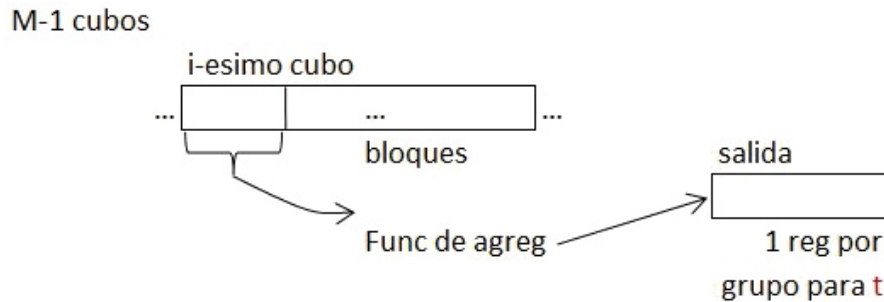 M-1 cubos
i-esimo cubo
... ... ...
bloques
salida
Func de agreg
1 reg por
grupo para t